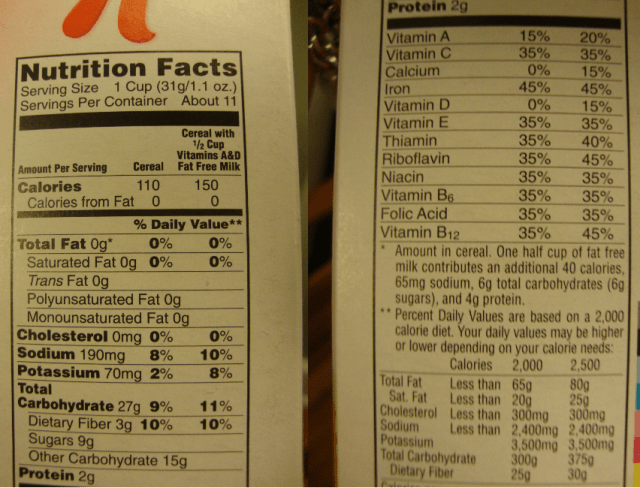 K
Nutrition Facts
Serving Size 1 Cup (31g/1.1 oz.)
Servings Per Container About 11
Cereal with
1/2 Cup
Vitamins A&D
Amount Per Serving Cereal Fat Free Milk
Calories 110 150
Calories from Fat 0 0
% Daily Value**
Total Fat 0g* 0% 0%
Saturated Fat 0g 0% 0%
Trans Fat 0g
Polyunsaturated Fat 0g
Monounsaturated Fat 0g
Cholesterol 0mg 0% 0%
Sodium 190mg 8% 10%
Potassium 70mg 2% 8%
Total
Carbohydrate 27g 9% 11%
Dietary Fiber 3g 10% 10%
Sugars 9g
Other Carbohydrate 15g
Protein 2g
Protein 2g
Vitamin A 15% 20%
Vitamin C 35% 35%
Calcium 0% 15%
Iron 45% 45%
Vitamin D 0% 15%
Vitamin E 35% 35%
Thiamin 35% 40%
Riboflavin 35% 45%
Niacin 35% 35%
Vitamin B6 35% 35%
Folic Acid 35% 35%
Vitamin B12 35% 45%
* Amount in cereal. One half cup of fat free
milk contributes an additional 40 calories,
65mg sodium, 6g total carbohydrates (6g
sugars), and 4g protein.
** Percent Daily Values are based on a 2,000
calorie diet. Your daily values may be higher
or lower depending on your calorie needs:
Calories 2,000 2,500
Total Fat Less than 65g 80g
Sat. Fat Less than 20g 25g
Cholesterol Less than 300mg 300mg
Sodium Less than 2,400mg 2,400mg
Potassium 3,500mg 3,500mg
Total Carbohydrate 300g 375g
Dietary Fiber 25g 30g